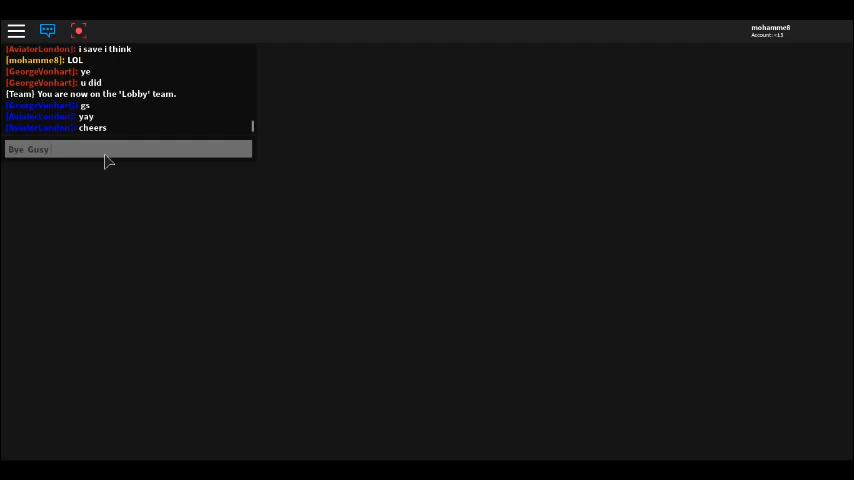 mohamme8
Account: <13
[AviatorLondon]: i save i think
[mohamme8]: LOL
[GeorgeVonhart]: ye
[GeorgeVonhart]: u did
{Team} You are now on the 'Lobby' team.
[GeorgeVonhart]: gs
[AviatorLondon]: yay
[AviatorLondon]: cheers
Bye Gusy